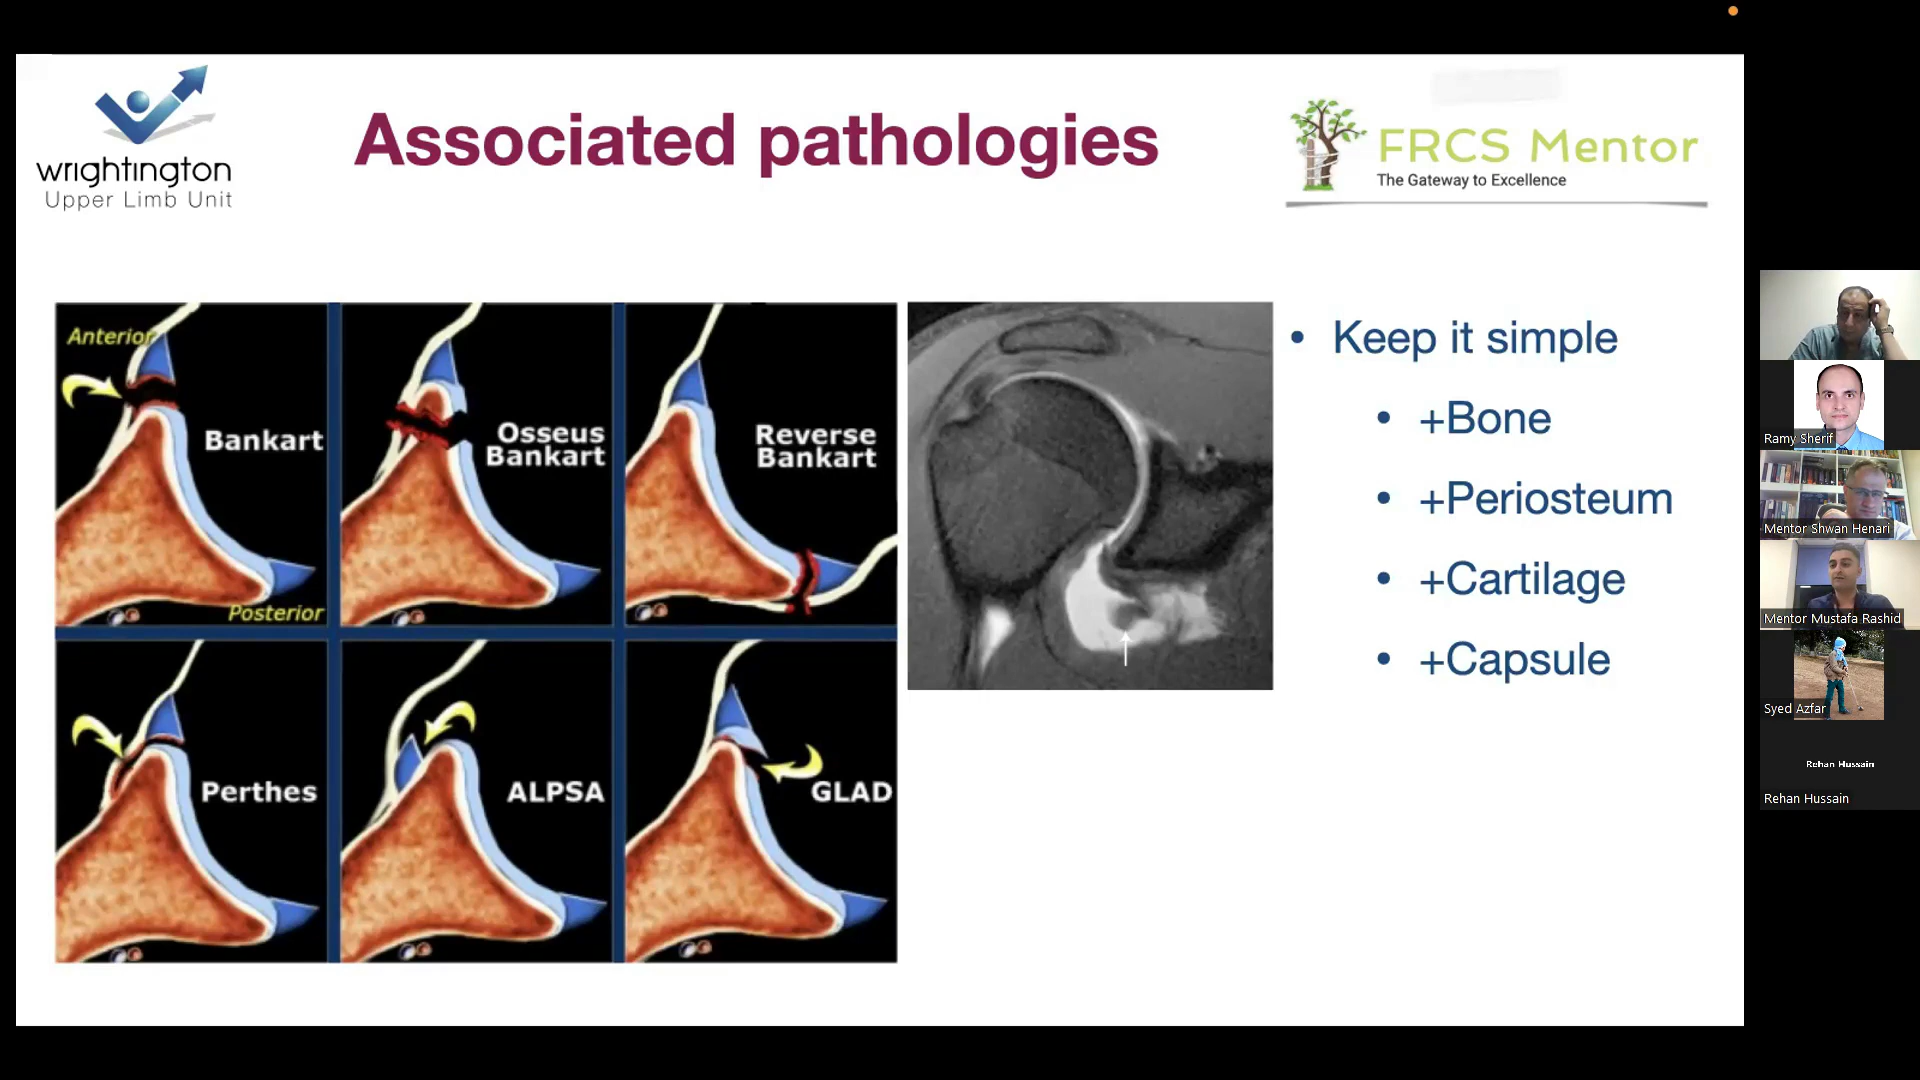 wrightington
Upper Limb Unit
Associated pathologies
FRCS Mentor
The Gateway to Excellence
Anterior
Bankart
Posterior
Osseus
Bankart
Reverse
Bankart
Perthes
ALPSA
GLAD
• Keep it simple
• +Bone
• +Periosteum
• +Cartilage
• +Capsule
Ramy Sherif
Mentor Shwan Henari
Mentor Mustafa Rashid
Syed Azfar
Rehan Hussain
Rehan Hussain